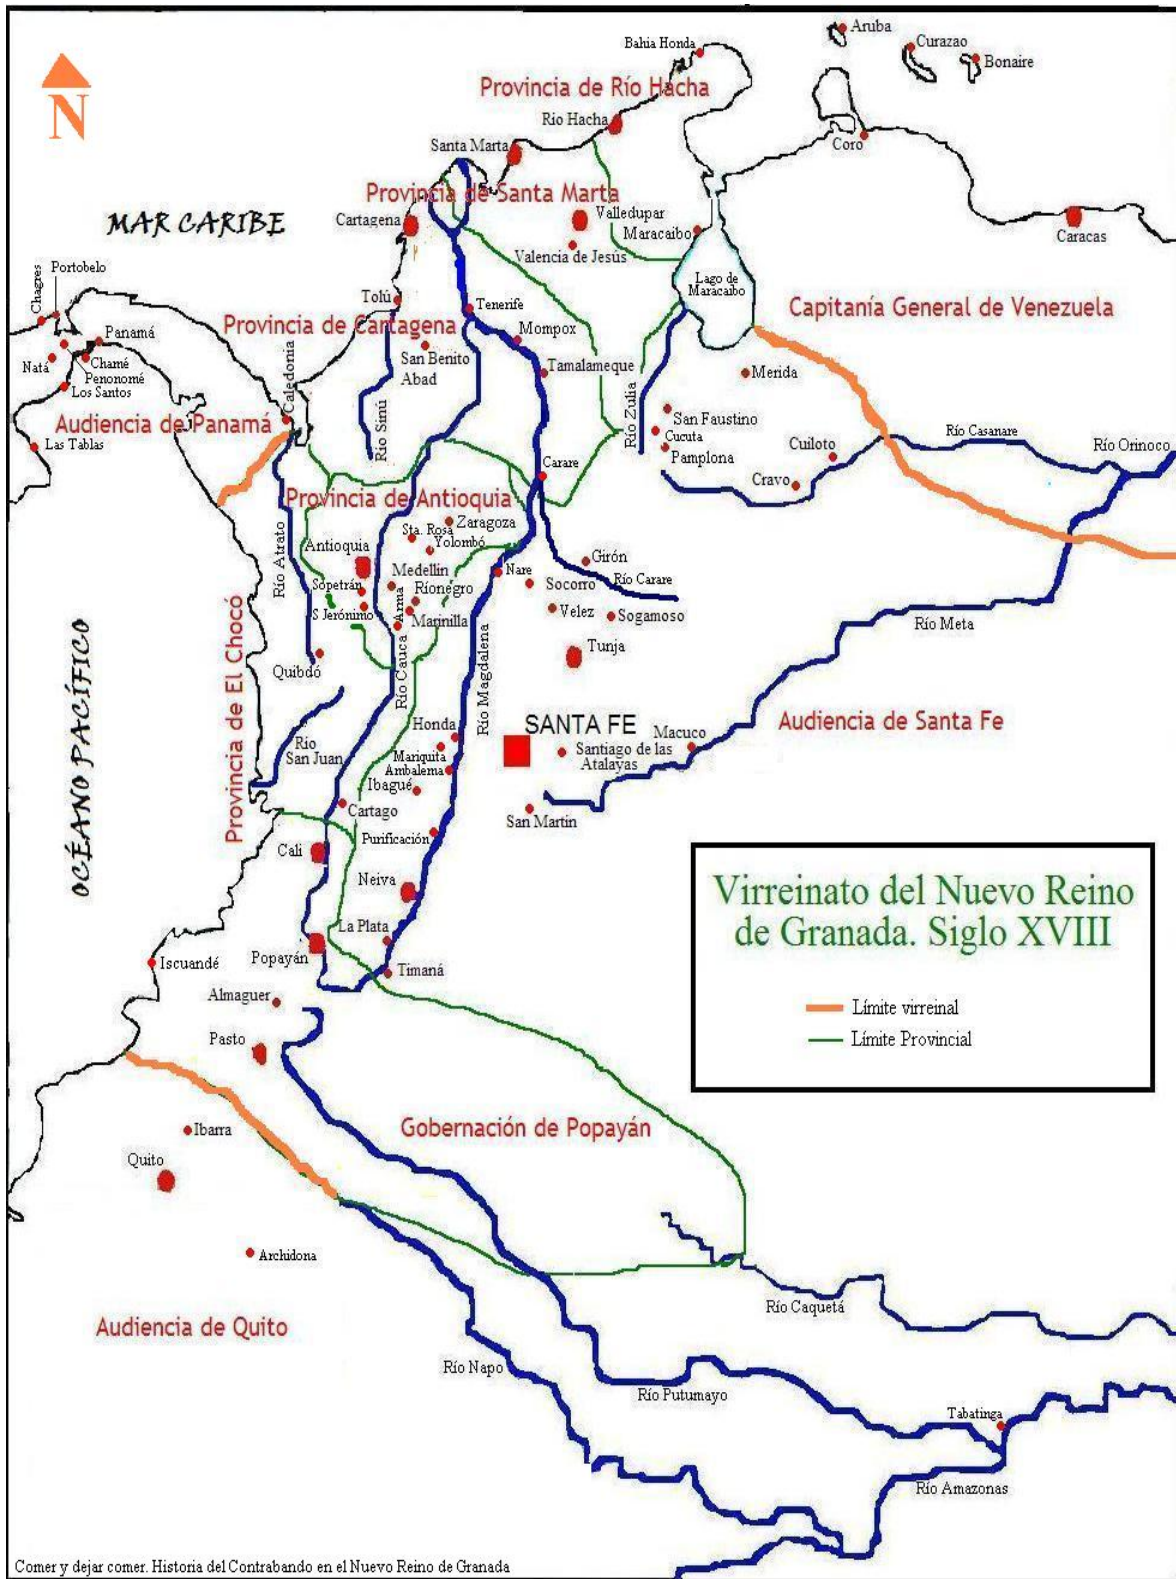 Aruba
Curazao
Bonaire
Bahia Honda
N
Provincia de Río Hacha
Río Hacha
Coro
Santa Marta
Provincia de Santa Marta
MAR CARIBE
Cartagena
Valledupar
Maracaibo
Caracas
Valencia de Jesús
Chagres
Portobelo
Lago de
Maracaibo
Tolú
Tenerife
Capitanía General de Venezuela
Provincia de Cartagena
Panamá
Mompox
Natá
Chamé
San Benito
Abad
Penonomé
Tamalameque
Merida
Los Santos
Caledonia
Río Sinú
Río Zulia
Audiencia de Panamá
San Faustino
Las Tablas
Cucuta
Pamplona
Cuiloto
Río Casanare
Río Orinoco
Carare
Cravo
Provincia de Antioquia
Zaragoza
Sta. Rosa
Yolombó
Río Atrato
Antioquia
Girón
Nare
Medellin
Socorro
Río Carare
Sopetrán
Ríonegro
Arma
S Jerónimo
Marinilla
Velez
Sogamoso
Río Meta
OCÉANO PACÍFICO
Provincia de El Chocó
Tunja
Quibdó
Río Cauca
Río Magdalena
Honda
SANTA FE
Macuco
Audiencia de Santa Fe
Río
San Juan
Mariquita
Santiago de las
Atalayas
Ambalema
Ibagué
Cartago
San Martin
Purificación
Cali
Neiva
Virreinato del Nuevo Reino
de Granada. Siglo XVIII
La Plata
Popayán
Iscuandé
Timaná
Almaguer
Límite virreinal
Límite Provincial
Pasto
Gobernación de Popayán
Ibarra
Quito
Archidona
Río Caquetá
Audiencia de Quito
Río Napo
Río Putumayo
Tabatinga
Río Amazonas
Comer y dejar comer. Historia del Contrabando en el Nuevo Reino de Granada